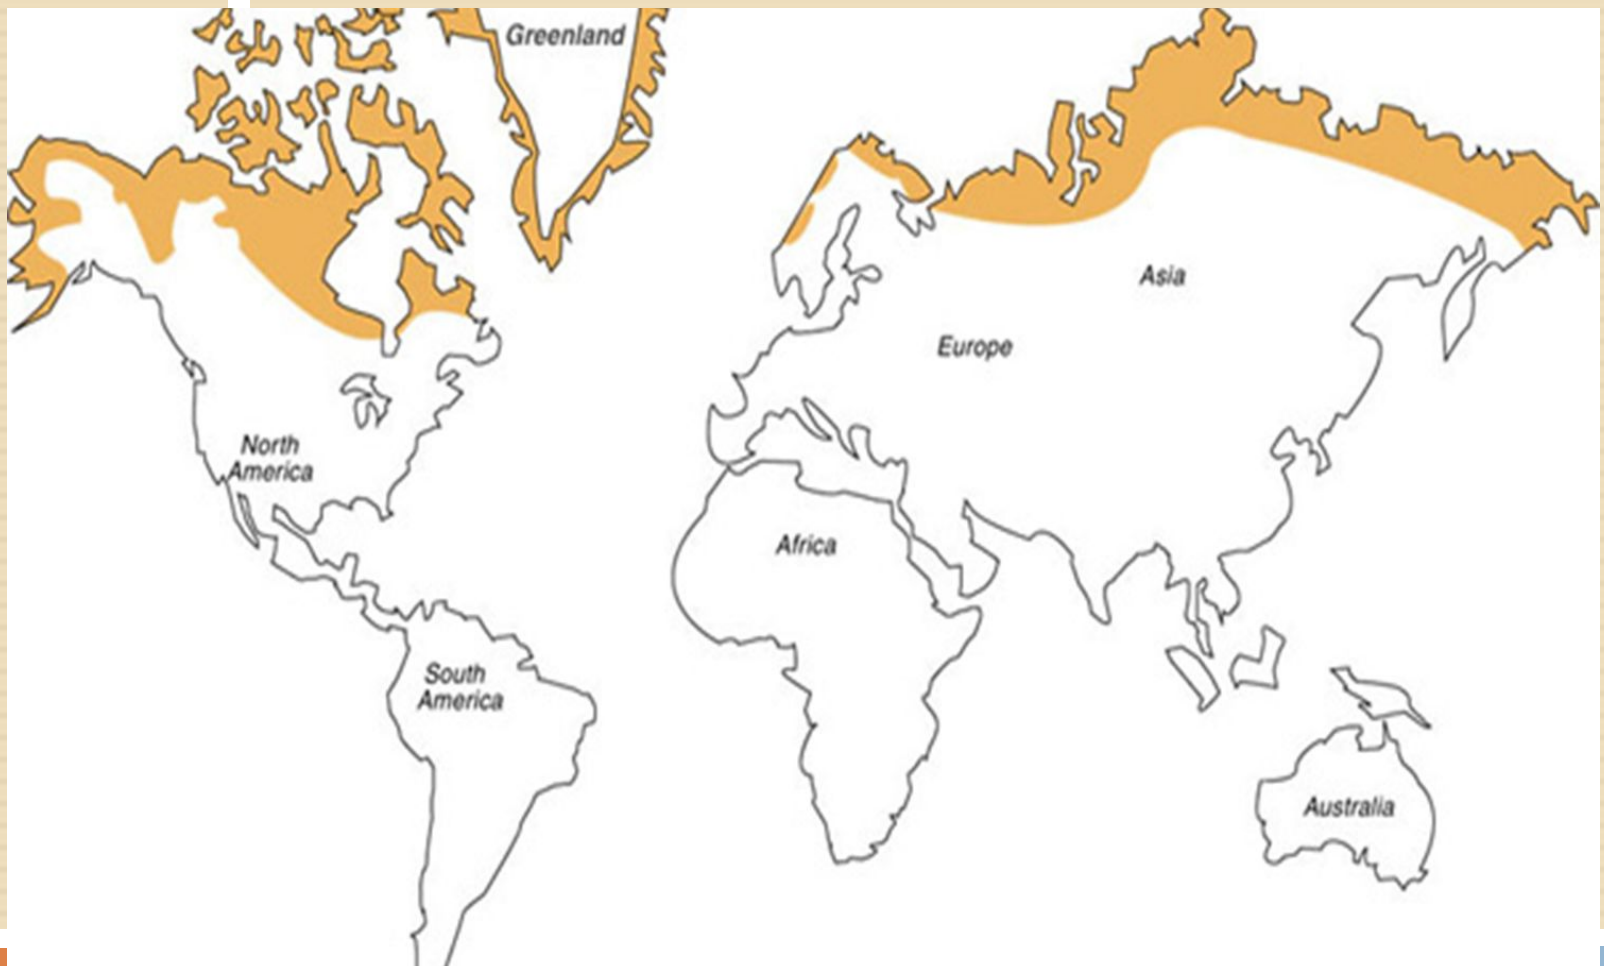 Greenland
Asia
Europe
North
America
Africa
South
America
Australia